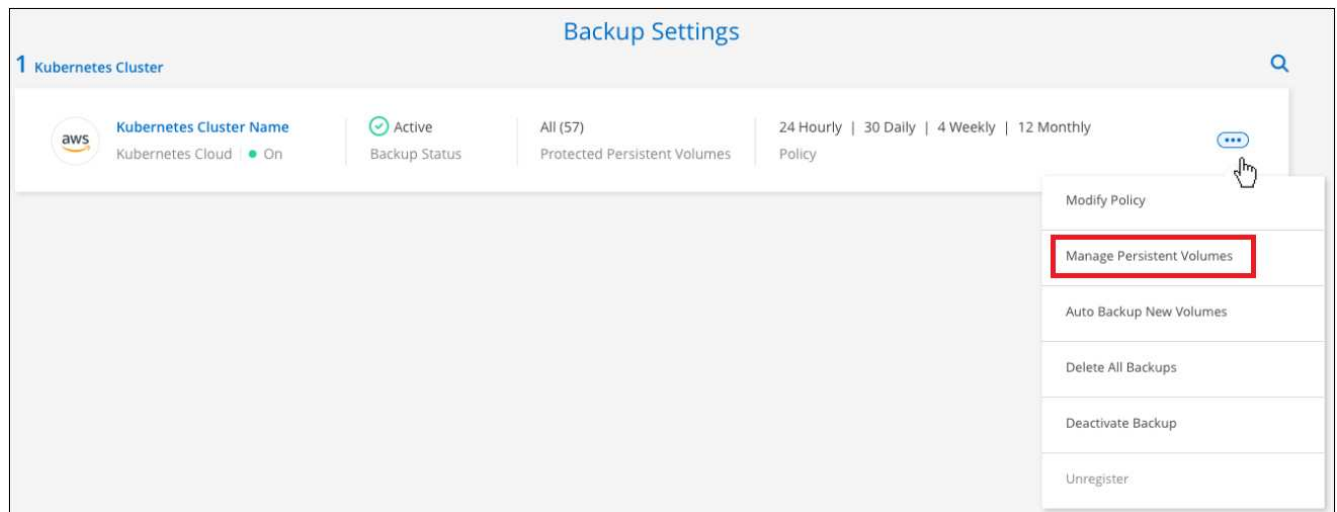 Backup Settings
1 Kubernetes Cluster
aws
Kubernetes Cluster Name
Kubernetes Cloud | On
Active
Backup Status
All (57)
Protected Persistent Volumes
24 Hourly | 30 Daily | 4 Weekly | 12 Monthly
Policy
Modify Policy
Manage Persistent Volumes
Auto Backup New Volumes
Delete All Backups
Deactivate Backup
Unregister